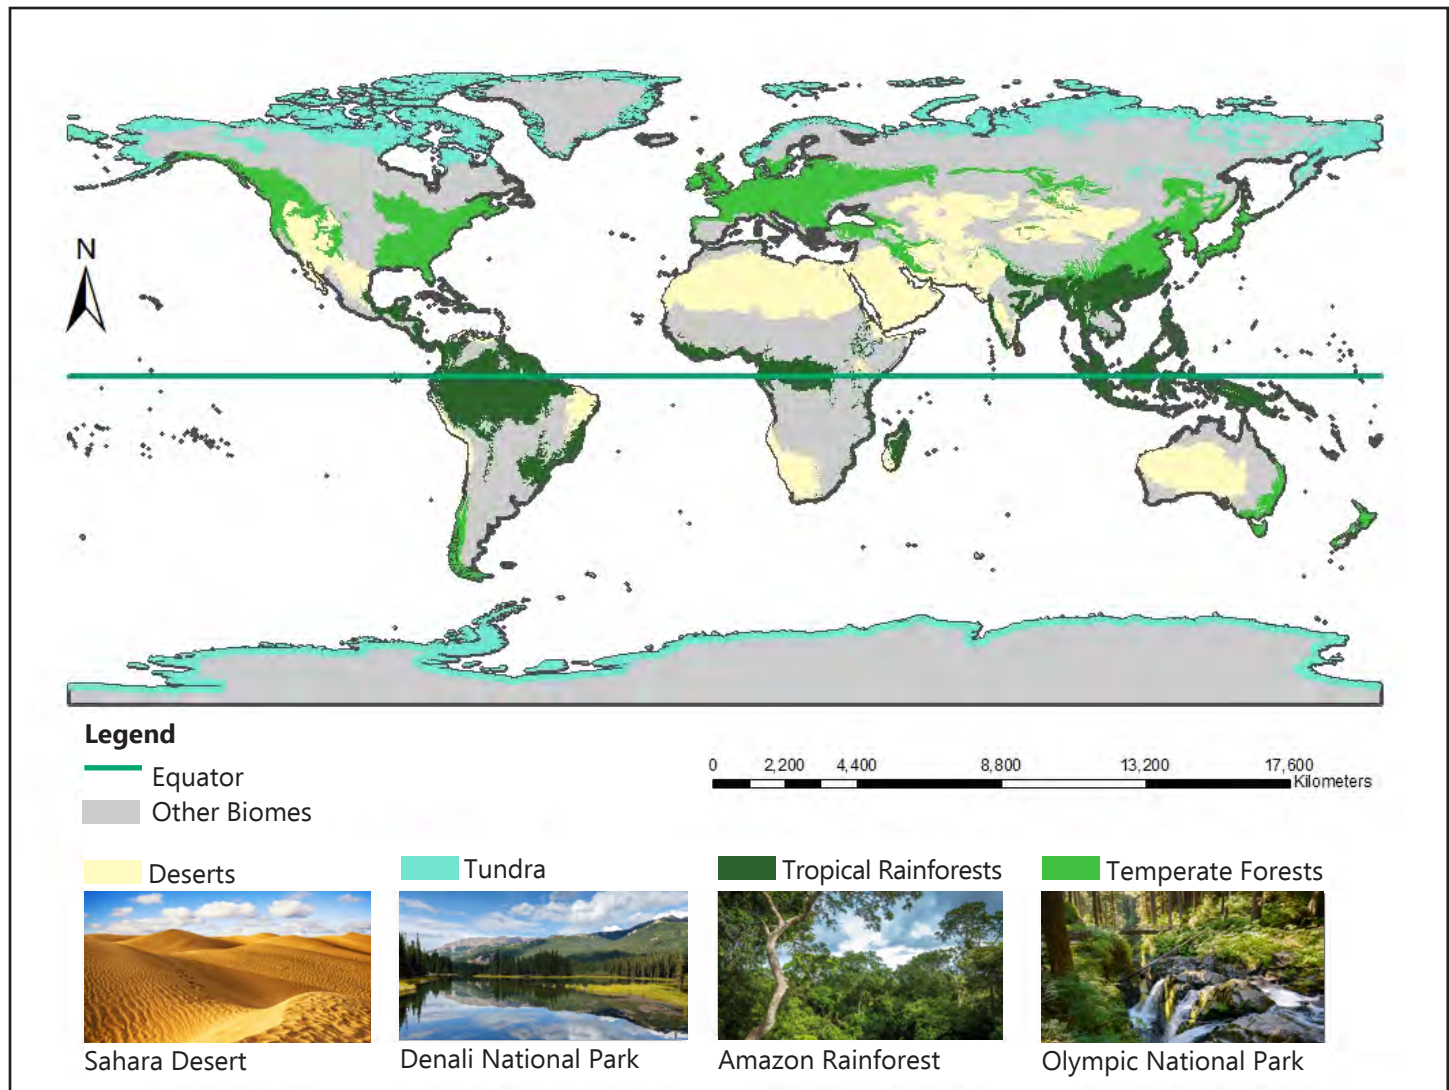 N
Legend
Equator
Other Biomes
0 2,200 4,400 8,800 13,200 17,600
Kilometers
Deserts
Tundra
Tropical Rainforests
Temperate Forests
Sahara Desert
Denali National Park
Amazon Rainforest
Olympic National Park